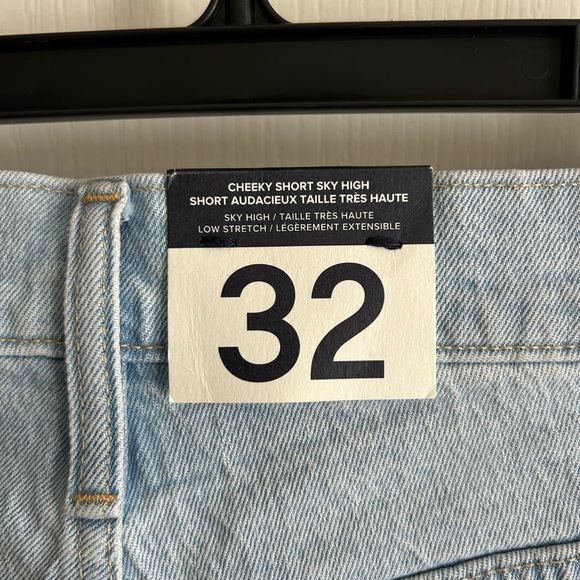 CHEEKY SHORT SKY HIGH
SHORT AUDACIEUX TAILLE TRÈS HAUTE
SKY HIGH / TAILLE TRÈS HAUTE
LOW STRETCH / LÉGÈREMENT EXTENSIBLE
32